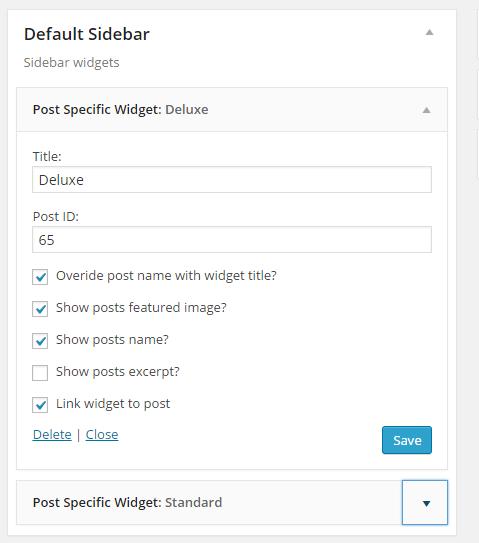 Default Sidebar
Sidebar widgets
Post Specific Widget: Deluxe
Title:
Deluxe
Post ID:
65
Overide post name with widget title?
Show posts featured image?
Show posts name?
Show posts excerpt?
Link widget to post
Delete | Close
Save
Post Specific Widget: Standard